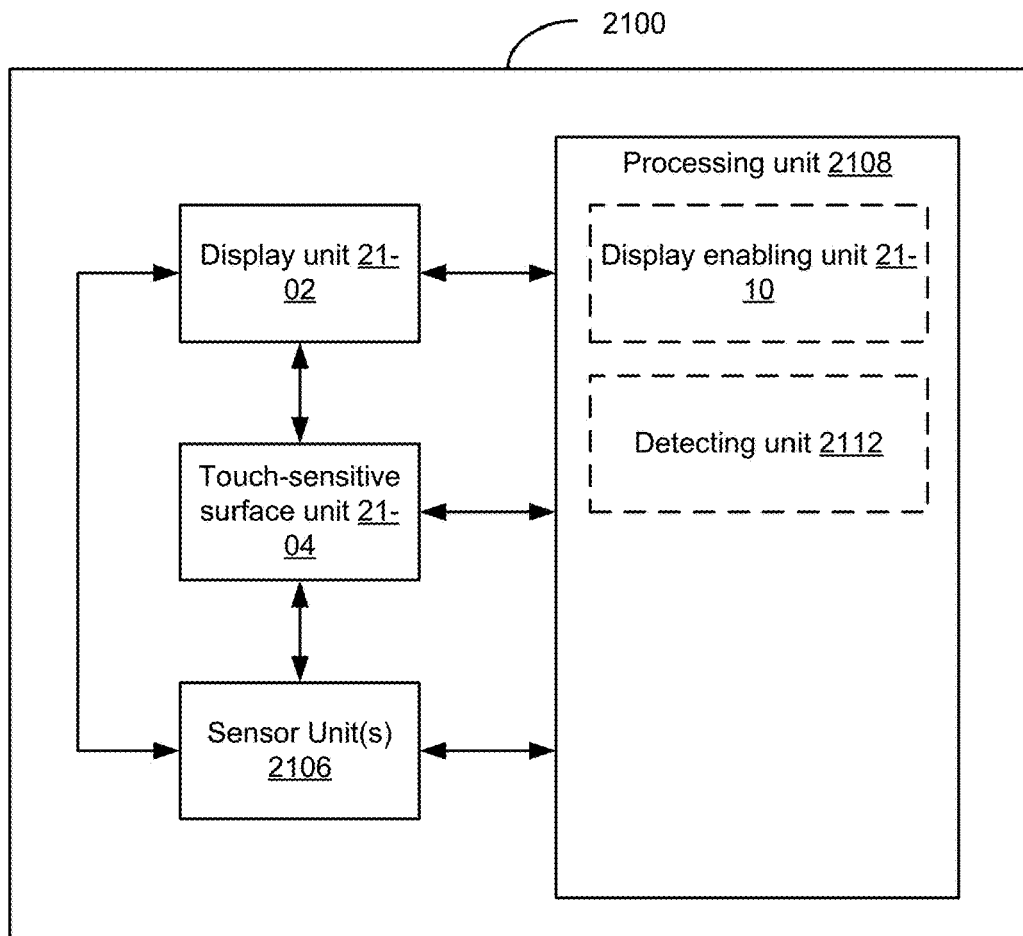 2100
Processing unit 2108
Display unit 21-
02
Display enabling unit 21-
10
Detecting unit 2112
Touch-sensitive
surface unit 21-
04
Sensor Unit(s)
2106